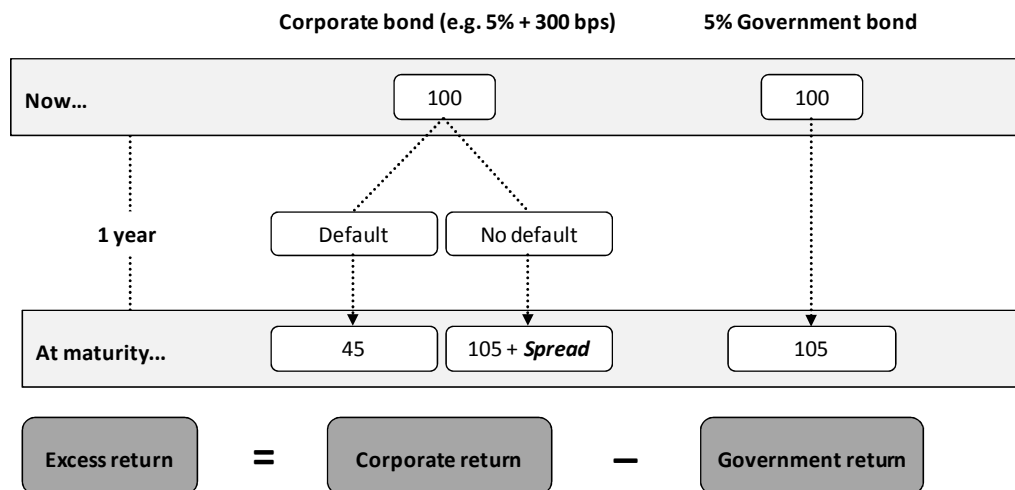 Corporate bond (e.g. 5% + 300 bps) 5% Government bond
Now... 100 100
1 year Default No default
At maturity... 45 105 + Spread 105
Excess return = Corporate return – Government return